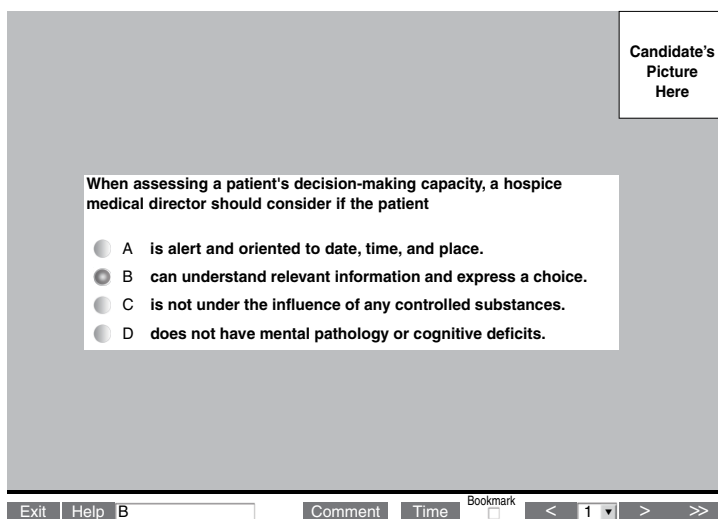 Candidate's
Picture
Here
When assessing a patient's decision-making capacity, a hospice
medical director should consider if the patient
A is alert and oriented to date, time, and place.
B can understand relevant information and express a choice.
C is not under the influence of any controlled substances.
D does not have mental pathology or cognitive deficits.
Exit Help B Comment Time Bookmark < 1 > >>